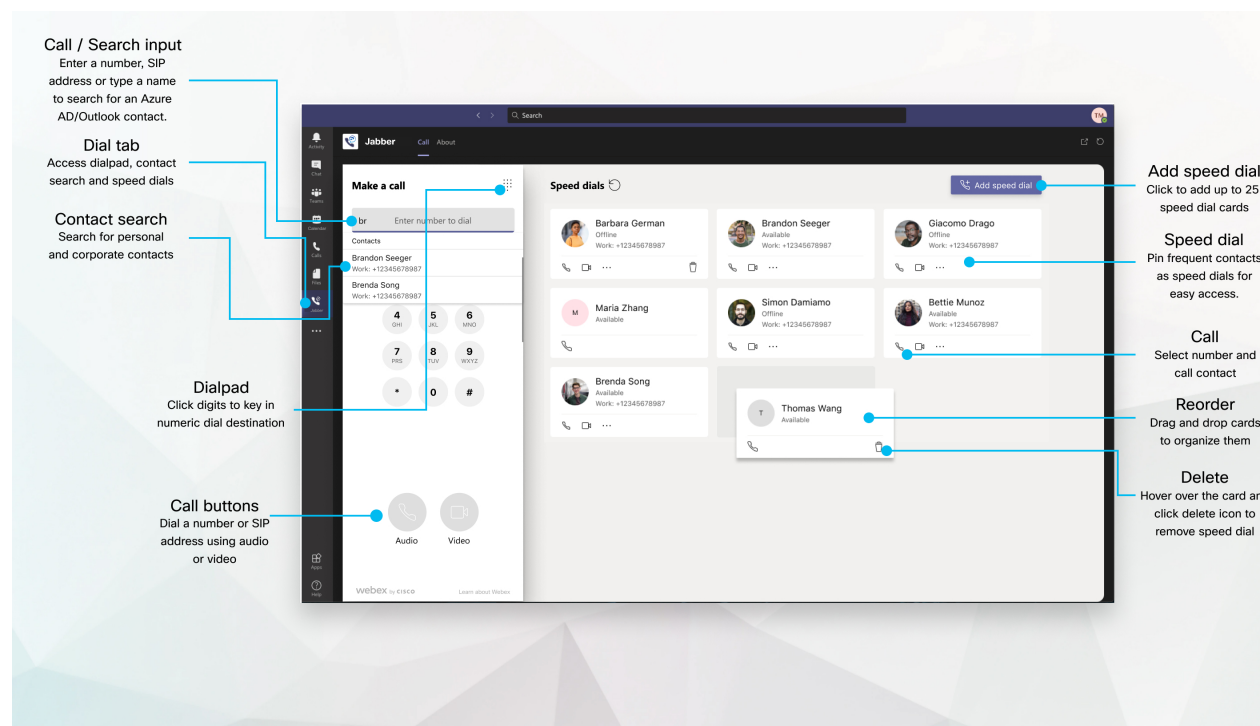 Call / Search input
Enter a number, SIP
address or type a name
to search for an Azure
AD/Outlook contact.
Dial tab
Access dialpad, contact
search and speed dials
Contact search
Search for personal
and corporate contacts
Dialpad
Click digits to key in
numeric dial destination
Call buttons
Dial a number or SIP
address using audio
or video
Search
TM
Activity
Chat
Teams
Calendar
Calls
Files
Jabber
Apps
Help
Jabber Call About
Make a call
br Enter number to dial
Contacts
Brandon Seeger
Work: +12345678987
Brenda Song
Work: +12345678987
4 5 6
GHI JKL MNO
7 8 9
PRS TUV WXYZ
* 0 #
Audio Video
webex by CISCO Learn about Webex
Speed dials
Add speed dial
Barbara German
Offline
Work: +12345678987
Brandon Seeger
Available
Work: +12345678987
Giacomo Drago
Offline
Work: +12345678987
M
Maria Zhang
Available
Simon Damiamo
Offline
Work: +12345678987
Bettie Munoz
Available
Work: +12345678987
Brenda Song
Available
Work: +12345678987
T
Thomas Wang
Available
Add speed dial
Click to add up to 25
speed dial cards
Speed dial
Pin frequent contacts
as speed dials for
easy access.
Call
Select number and
call contact
Reorder
Drag and drop cards
to organize them
Delete
Hover over the card an
click delete icon to
remove speed dial